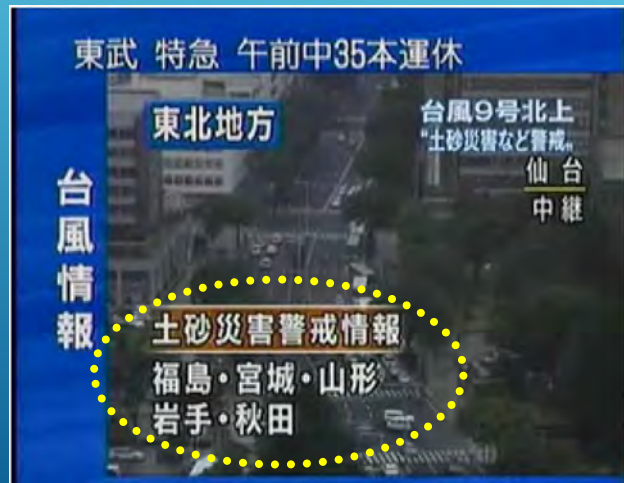 東武 特急 午前中35本運休
東北地方
台風9号北上
“土砂災害など警戒„
仙台
中継
台風情報
土砂災害警戒情報
福島・宮城・山形
岩手・秋田